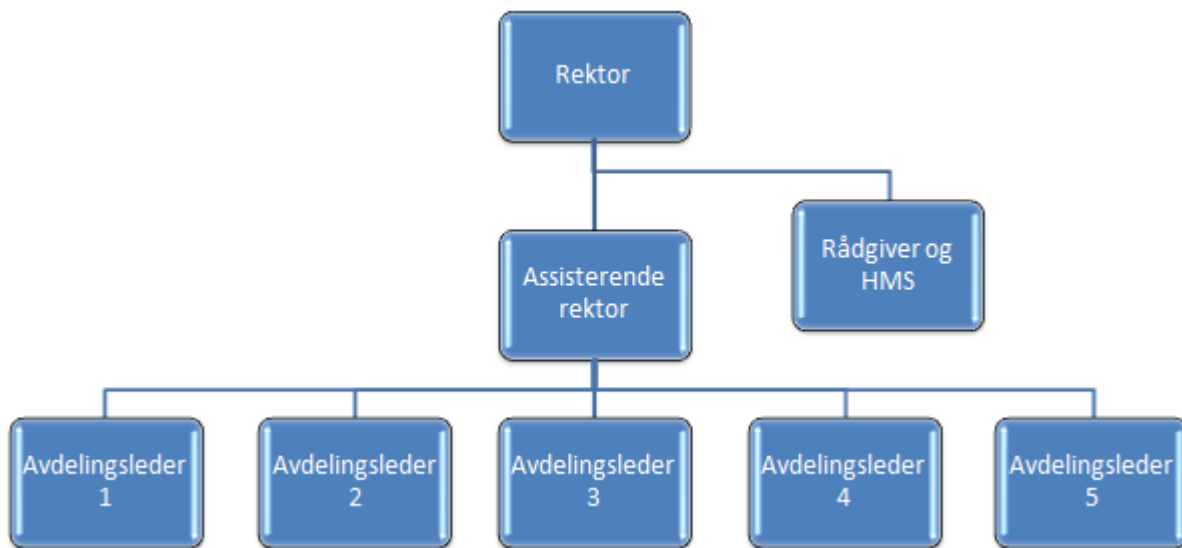 Rektor
Rådgiver og
HMS
Assisterende
rektor
Avdelingsleder
1
Avdelingsleder
2
Avdelingsleder
3
Avdelingsleder
4
Avdelingsleder
5